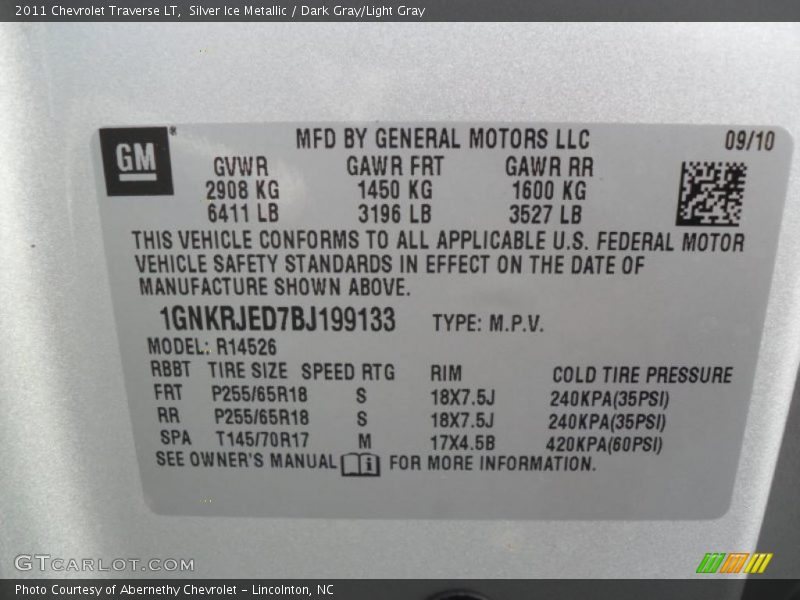 2011 Chevrolet Traverse LT, Silver Ice Metallic / Dark Gray/Light Gray
GM® MFD BY GENERAL MOTORS LLC 09/10
GVWR GAWR FRT GAWR RR
2908 KG 1450 KG 1600 KG
6411 LB 3196 LB 3527 LB
THIS VEHICLE CONFORMS TO ALL APPLICABLE U.S. FEDERAL MOTOR
VEHICLE SAFETY STANDARDS IN EFFECT ON THE DATE OF
MANUFACTURE SHOWN ABOVE.
1GNKRJED7BJ199133 TYPE: M.P.V.
MODEL: R14526
RBBT TIRE SIZE SPEED RTG RIM COLD TIRE PRESSURE
FRT P255/65R18 S 18X7.5J 240KPA(35PSI)
RR P255/65R18 S 18X7.5J 240KPA(35PSI)
SPA T145/70R17 M 17X4.5B 420KPA(60PSI)
SEE OWNER'S MANUAL i FOR MORE INFORMATION.
GTCARLOT.COM
Photo Courtesy of Abernethy Chevrolet – Lincolnton, NC